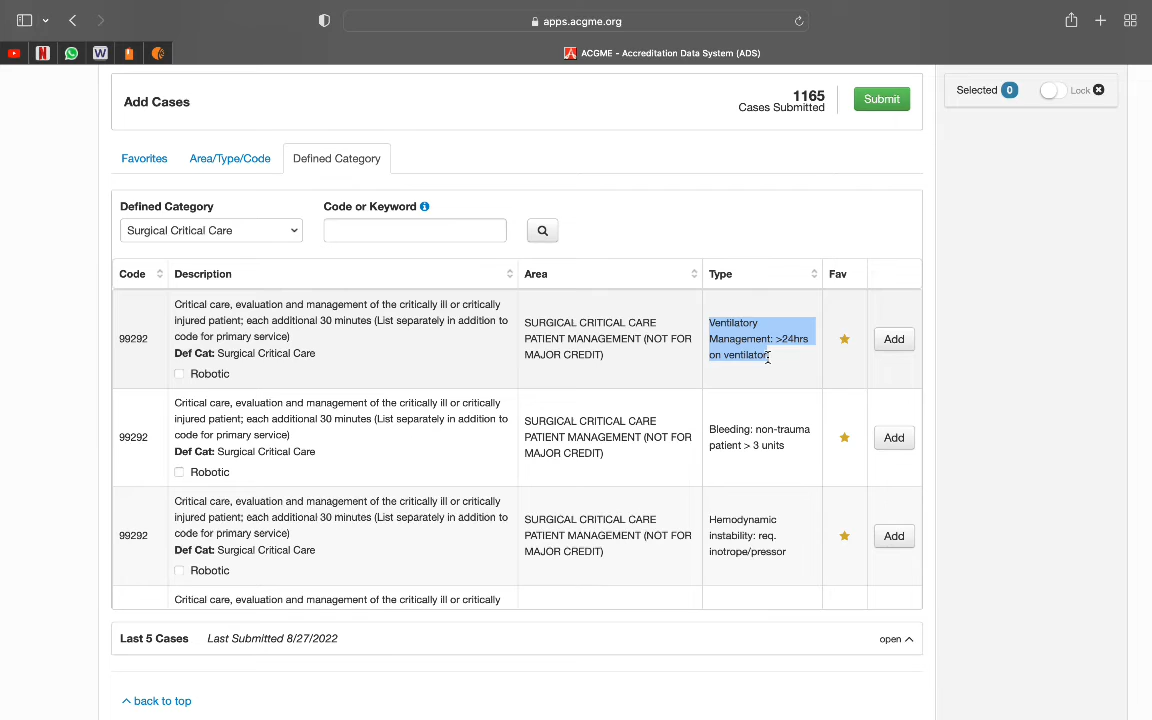 apps.acgme.org
N
W
ACGME - Accreditation Data System (ADS)
Add Cases
1165
Cases Submitted
Submit
Selected 0
Lock
Favorites
Area/Type/Code
Defined Category
Defined Category
Code or Keyword
Surgical Critical Care
Code
Description
Area
Type
Fav
99292
Critical care, evaluation and management of the critically ill or critically
injured patient; each additional 30 minutes (List separately in addition to
code for primary service)
Def Cat: Surgical Critical Care
Robotic
SURGICAL CRITICAL CARE
PATIENT MANAGEMENT (NOT FOR
MAJOR CREDIT)
Ventilatory
Management: >24hrs
on ventilator
Add
99292
Critical care, evaluation and management of the critically ill or critically
injured patient; each additional 30 minutes (List separately in addition to
code for primary service)
Def Cat: Surgical Critical Care
Robotic
SURGICAL CRITICAL CARE
PATIENT MANAGEMENT (NOT FOR
MAJOR CREDIT)
Bleeding: non-trauma
patient > 3 units
Add
99292
Critical care, evaluation and management of the critically ill or critically
injured patient; each additional 30 minutes (List separately in addition to
code for primary service)
Def Cat: Surgical Critical Care
Robotic
SURGICAL CRITICAL CARE
PATIENT MANAGEMENT (NOT FOR
MAJOR CREDIT)
Hemodynamic
instability: req.
inotrope/pressor
Add
Critical care, evaluation and management of the critically ill or critically
Last 5 Cases
Last Submitted 8/27/2022
open
back to top